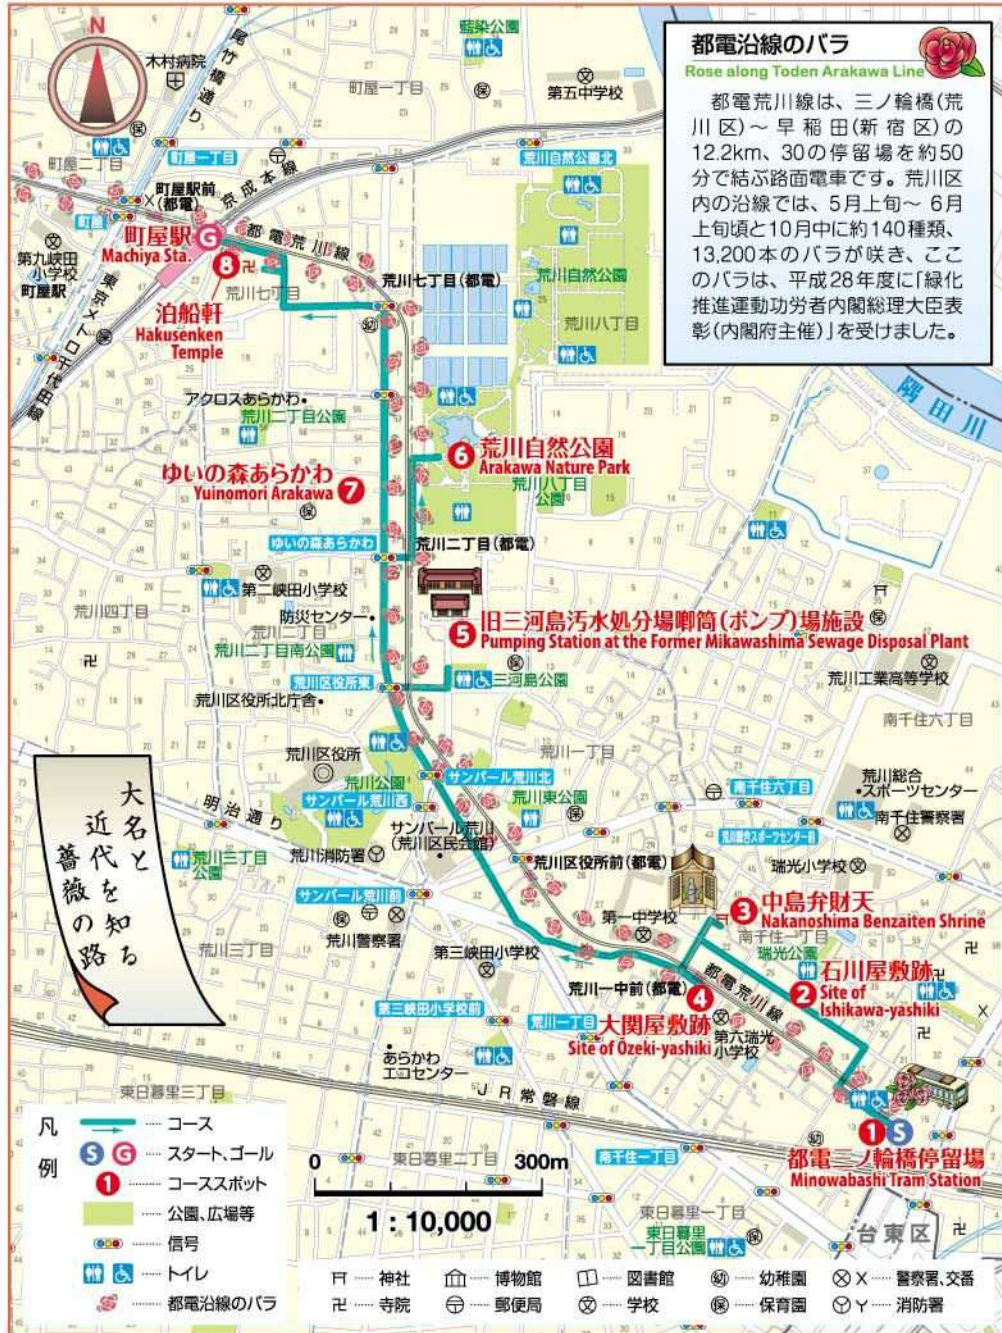 N
藍染公園
尾竹橋通り
木村病院
町屋一丁目
第五中学校
都電沿線のバラ
Rose along Toden Arakawa Line
都電荒川線は、三ノ輪橋(荒
川区)～早稲田(新宿区)の
12.2km、30の停留場を約50
分で結ぶ路面電車です。荒川区
内の沿線では、5月上旬～6月
上旬頃と10月中に約140種類、
13,200本のバラが咲き、ここ
のバラは、平成28年度に「緑化
推進運動功労者内閣総理大臣表
彰(内閣府主催)」を受けました。
町屋二丁目
町屋一丁目
荒川自然公園北
町屋駅前
(都電)
京成本線
町屋
町屋駅
Machiya Sta.
G
都電荒川線
第九峡田
小学校
町屋駅
東京メトロ千代田線
8
荒川七丁目
荒川七丁目(都電)
荒川自然公園
荒川八丁目
泊船軒
Hakusenken
Temple
隅田川
アクロスあらかわ
荒川二丁目公園
6
荒川自然公園
Arakawa Nature Park
荒川八丁目
公園
ゆいの森あらかわ
Yuinomori Arakawa
7
ゆいの森あらかわ
荒川二丁目(都電)
第二峡田小学校
荒川四丁目
防災センター
荒川二丁目
荒川二丁目南公園
5
旧三河島汚水処分場喞筒(ポンプ)場施設
Pumping Station at the Former Mikawashima Sewage Disposal Plant
荒川区役所東
三河島公園
荒川工業高等学校
荒川区役所北庁舎
南千住六丁目
荒川区役所
荒川一丁目
荒川公園
サンパール荒川北
荒川総合
スポーツセンター
南千住六丁目
サンパール荒川西
荒川東公園
南千住警察署
明治通り
サンパール荒川
(荒川区民会館)
荒川総合スポーツセンター前
荒川三丁目
公園
荒川消防署
荒川区役所前(都電)
瑞光小学校
大名と
近代を知る
薔薇の路
サンパール荒川前
荒川警察署
第一中学校
3
中島弁財天
Nakanoshima Benzaiten Shrine
南千住一丁目
瑞光公園
荒川三丁目
第三峡田小学校
2
石川屋敷跡
Site of
Ishikawa-yashiki
荒川一中前(都電)
都電荒川線
4
大関屋敷跡
Site of Ozeki-yashiki
第六瑞光
小学校
第三峡田小学校前
荒川一丁目
あらかわ
エコセンター
東日暮里三丁目
JR常磐線
1
S
都電三ノ輪橋停留場
Minowabashi Tram Station
東日暮里二丁目
南千住一丁目
東日暮里一丁目
東日暮里
一丁目公園
台東区
0
300m
1：10,000
凡例
コース
S G スタート、ゴール
1 コーススポット
公園、広場等
信号
トイレ
都電沿線のバラ
神社
博物館
図書館
幼稚園
警察署、交番
寺院
郵便局
学校
保育園
消防署